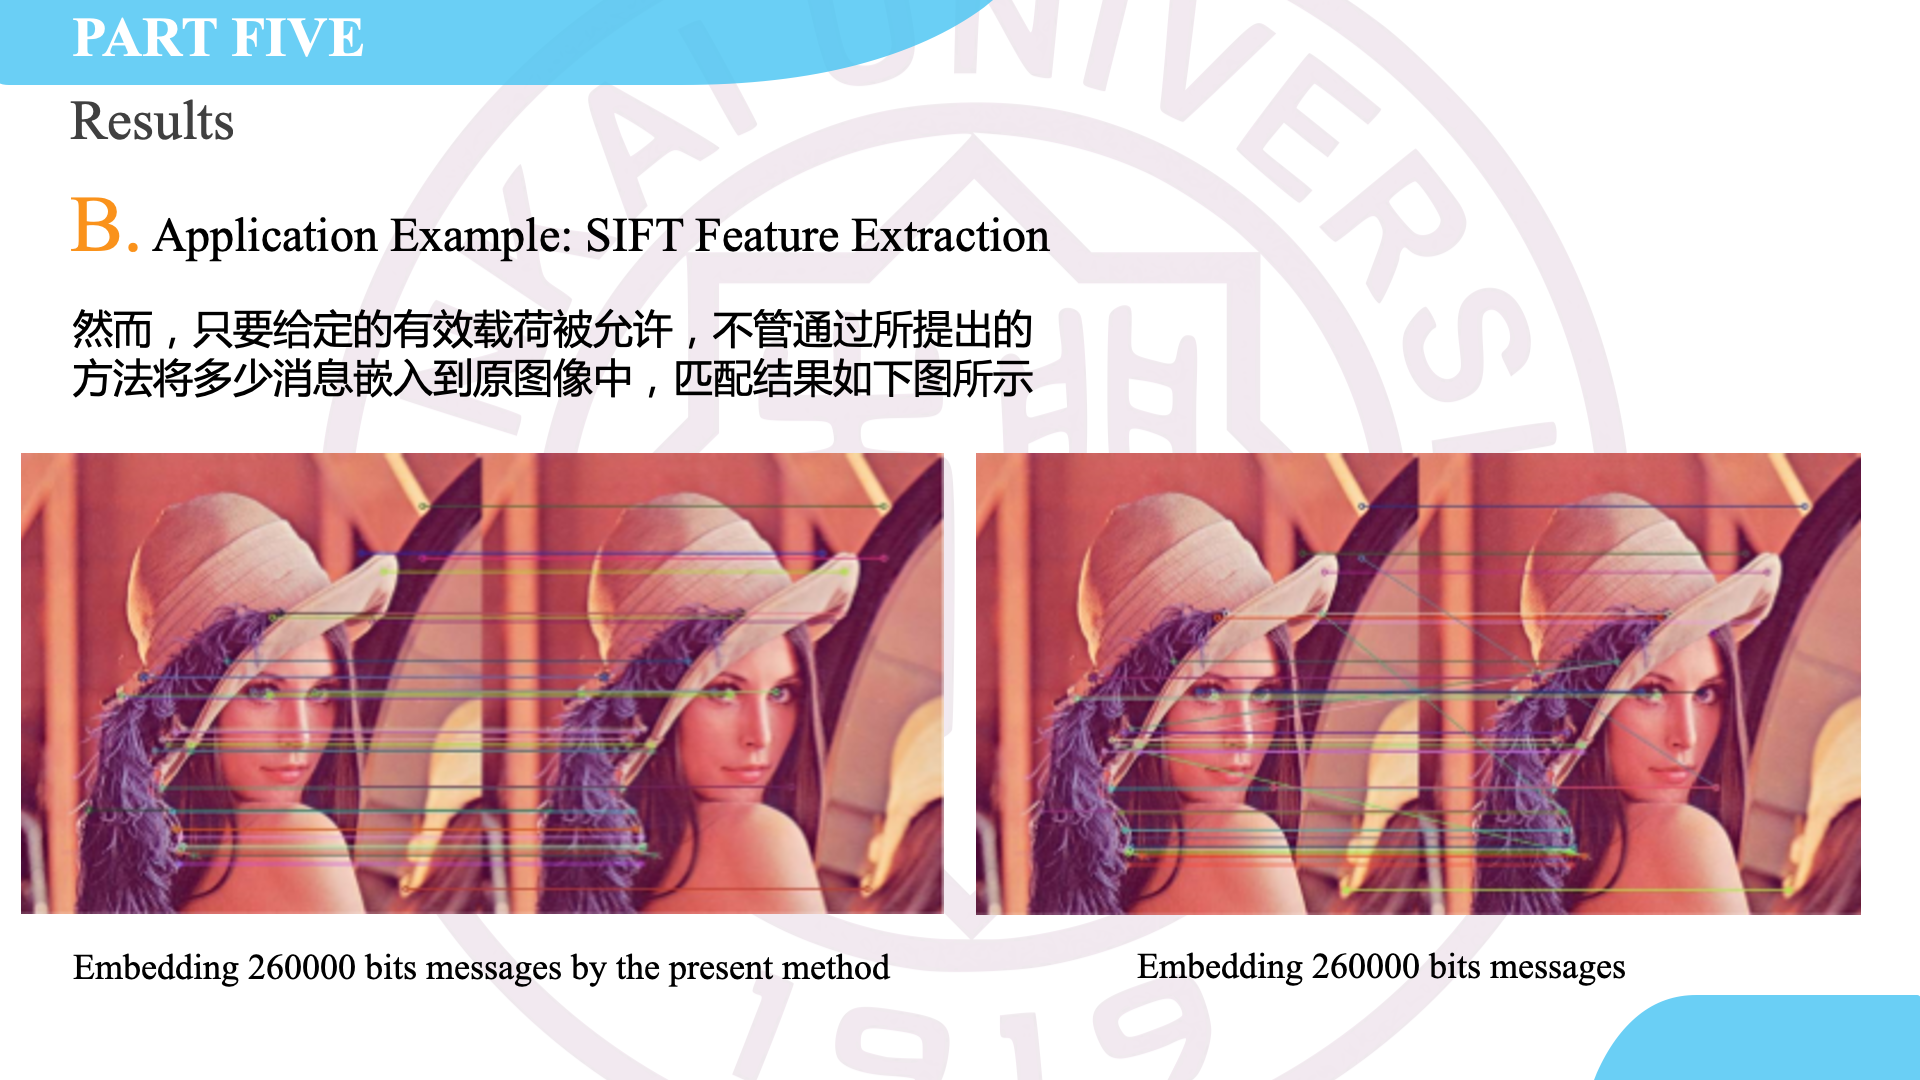 PART FIVE
Results
B. Application Example: SIFT Feature Extraction
然而，只要给定的有效载荷被允许，不管通过所提出的
方法将多少消息嵌入到原图像中，匹配结果如下图所示
Embedding 260000 bits messages by the present method
Embedding 260000 bits messages
KAI UNIVERSI
1919